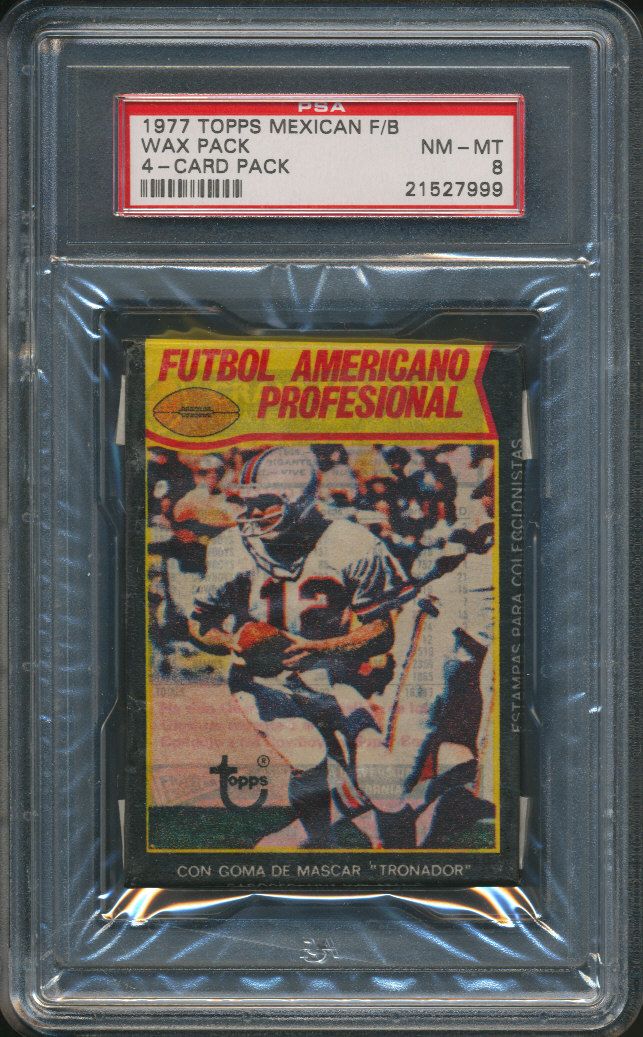 PSA
1977 TOPPS MEXICAN F/B
WAX PACK NM-MT
4-CARD PACK 8
21527999
FUTBOL AMERICANO
PROFESIONAL
12
topps®
ESTAMPAS PARA COLECCIONISTAS
CON GOMA DE MASCAR "TRONADOR"